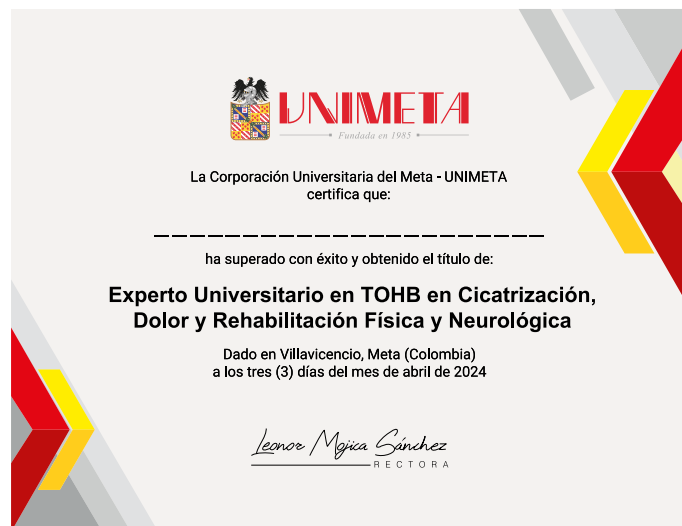 UNIMETA
Fundada en 1985
La Corporación Universitaria del Meta - UNIMETA
certifica que:
ha superado con éxito y obtenido el título de:
Experto Universitario en TOHB en Cicatrización,
Dolor y Rehabilitación Física y Neurológica
Dado en Villavicencio, Meta (Colombia)
a los tres (3) días del mes de abril de 2024
Leonor Mojica Sánchez
RECTORA